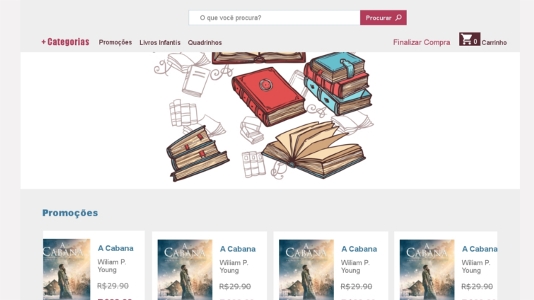 O que você procura?
Procurar
+ Categorias
Promoções
Livros Infantis
Quadrinhos
Finalizar Compra
0
Carrinho
Promoções
A CABANA
A Cabana
William P.
Young
R$29.90
A CABANA
A Cabana
William P.
Young
R$29.90
A CABANA
A Cabana
William P.
Young
R$29.90
A CABANA
A Cabana
William P.
Young
R$29.90